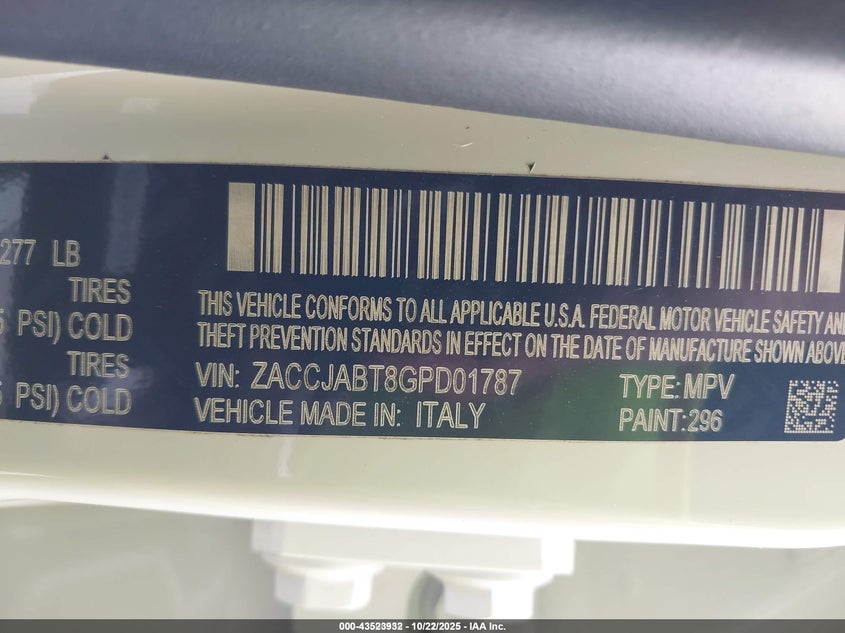 277 LB
TIRES
5 PSI) COLD
TIRES
5 PSI) COLD
THIS VEHICLE CONFORMS TO ALL APPLICABLE U.S.A. FEDERAL MOTOR VEHICLE SAFETY AN
THEFT PREVENTION STANDARDS IN EFFECT ON THE DATE OF MANUFACTURE SHOWN ABOVE
VIN: ZACCJABT8GPD01787 TYPE: MPV
VEHICLE MADE IN: ITALY PAINT:296
000-43523932 - 10/22/2025 - IAA Inc.